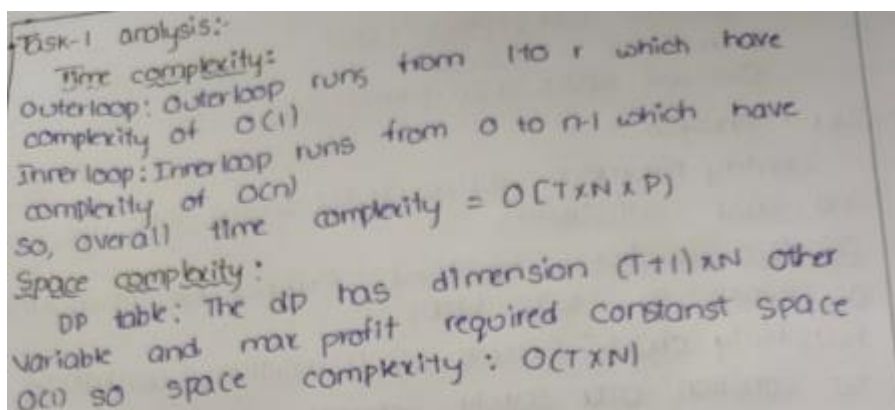 Task-1 analysis:-
Time complexity:
Outerloop: Outerloop runs from 1 to r which have
complexity of O(1)
Inner loop: Inner loop runs from 0 to n-1 which have
complexity of O(n)
so, overall time complexity = O(T×N×P)
Space complexity:
DP table: The dp has dimension (T+1)×N other
variable and max profit required constanst space
O(1) so space complexity: O(T×N)